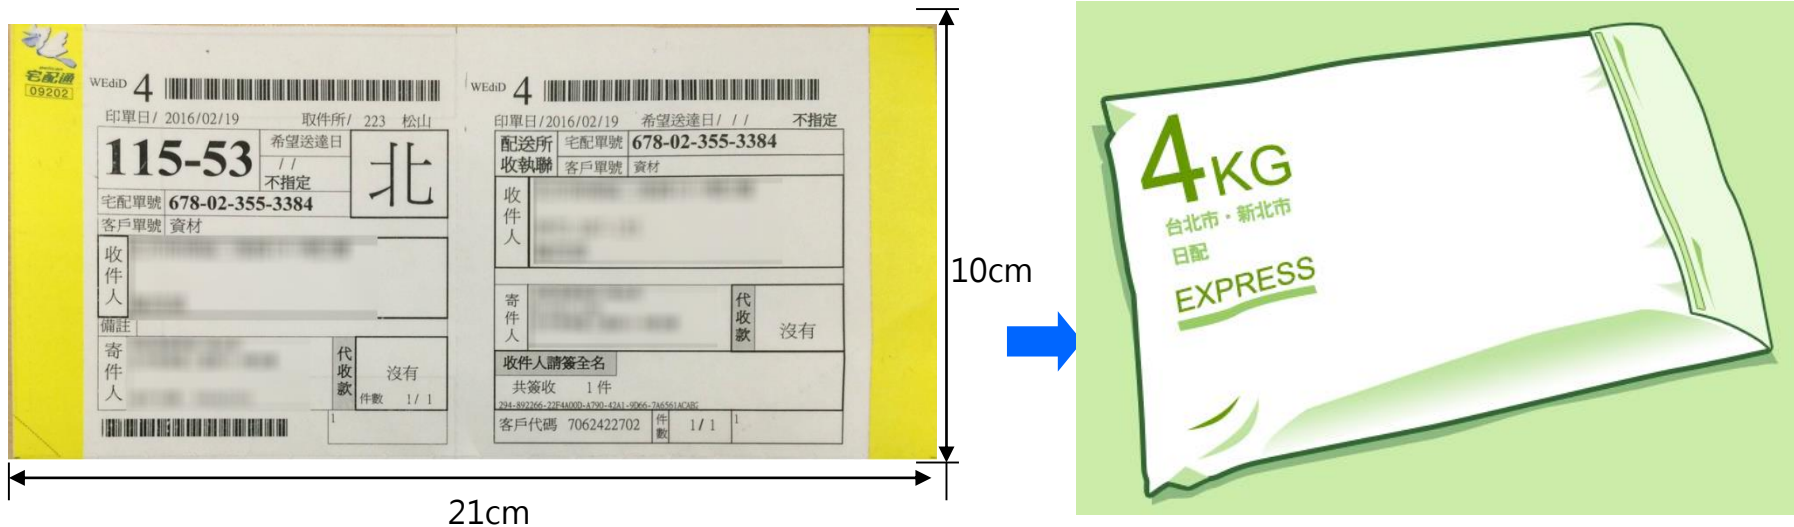 宅配通
09202
WEdiD 4
印單日/ 2016/02/19 取件所/ 223 松山
115-53
希望送達日
/ /
不指定
北
宅配單號 678-02-355-3384
客戶單號 資材
收件人
備註
寄件人
代收款
沒有
件數 1/ 1
1
WEdiD 4
印單日/2016/02/19 希望送達日/ / / 不指定
配送所收執聯
宅配單號 678-02-355-3384
客戶單號 資材
收件人
寄件人
代收款
沒有
收件人請簽全名
共簽收 1 件
294-892266-22F4A00D-A790-42A1-9D66-7A6561ACABC
客戶代碼 7062422702 件數 1/ 1 1
10cm
21cm
4KG
台北市・新北市
日配
EXPRESS